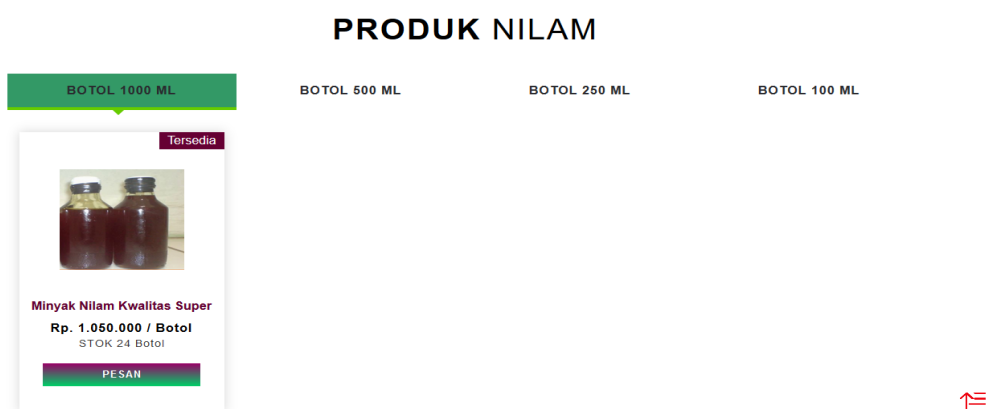 PRODUK NILAM
BOTOL 1000 ML
BOTOL 500 ML
BOTOL 250 ML
BOTOL 100 ML
Tersedia
Minyak Nilam Kwalitas Super
Rp. 1.050.000 / Botol
STOK 24 Botol
PESAN